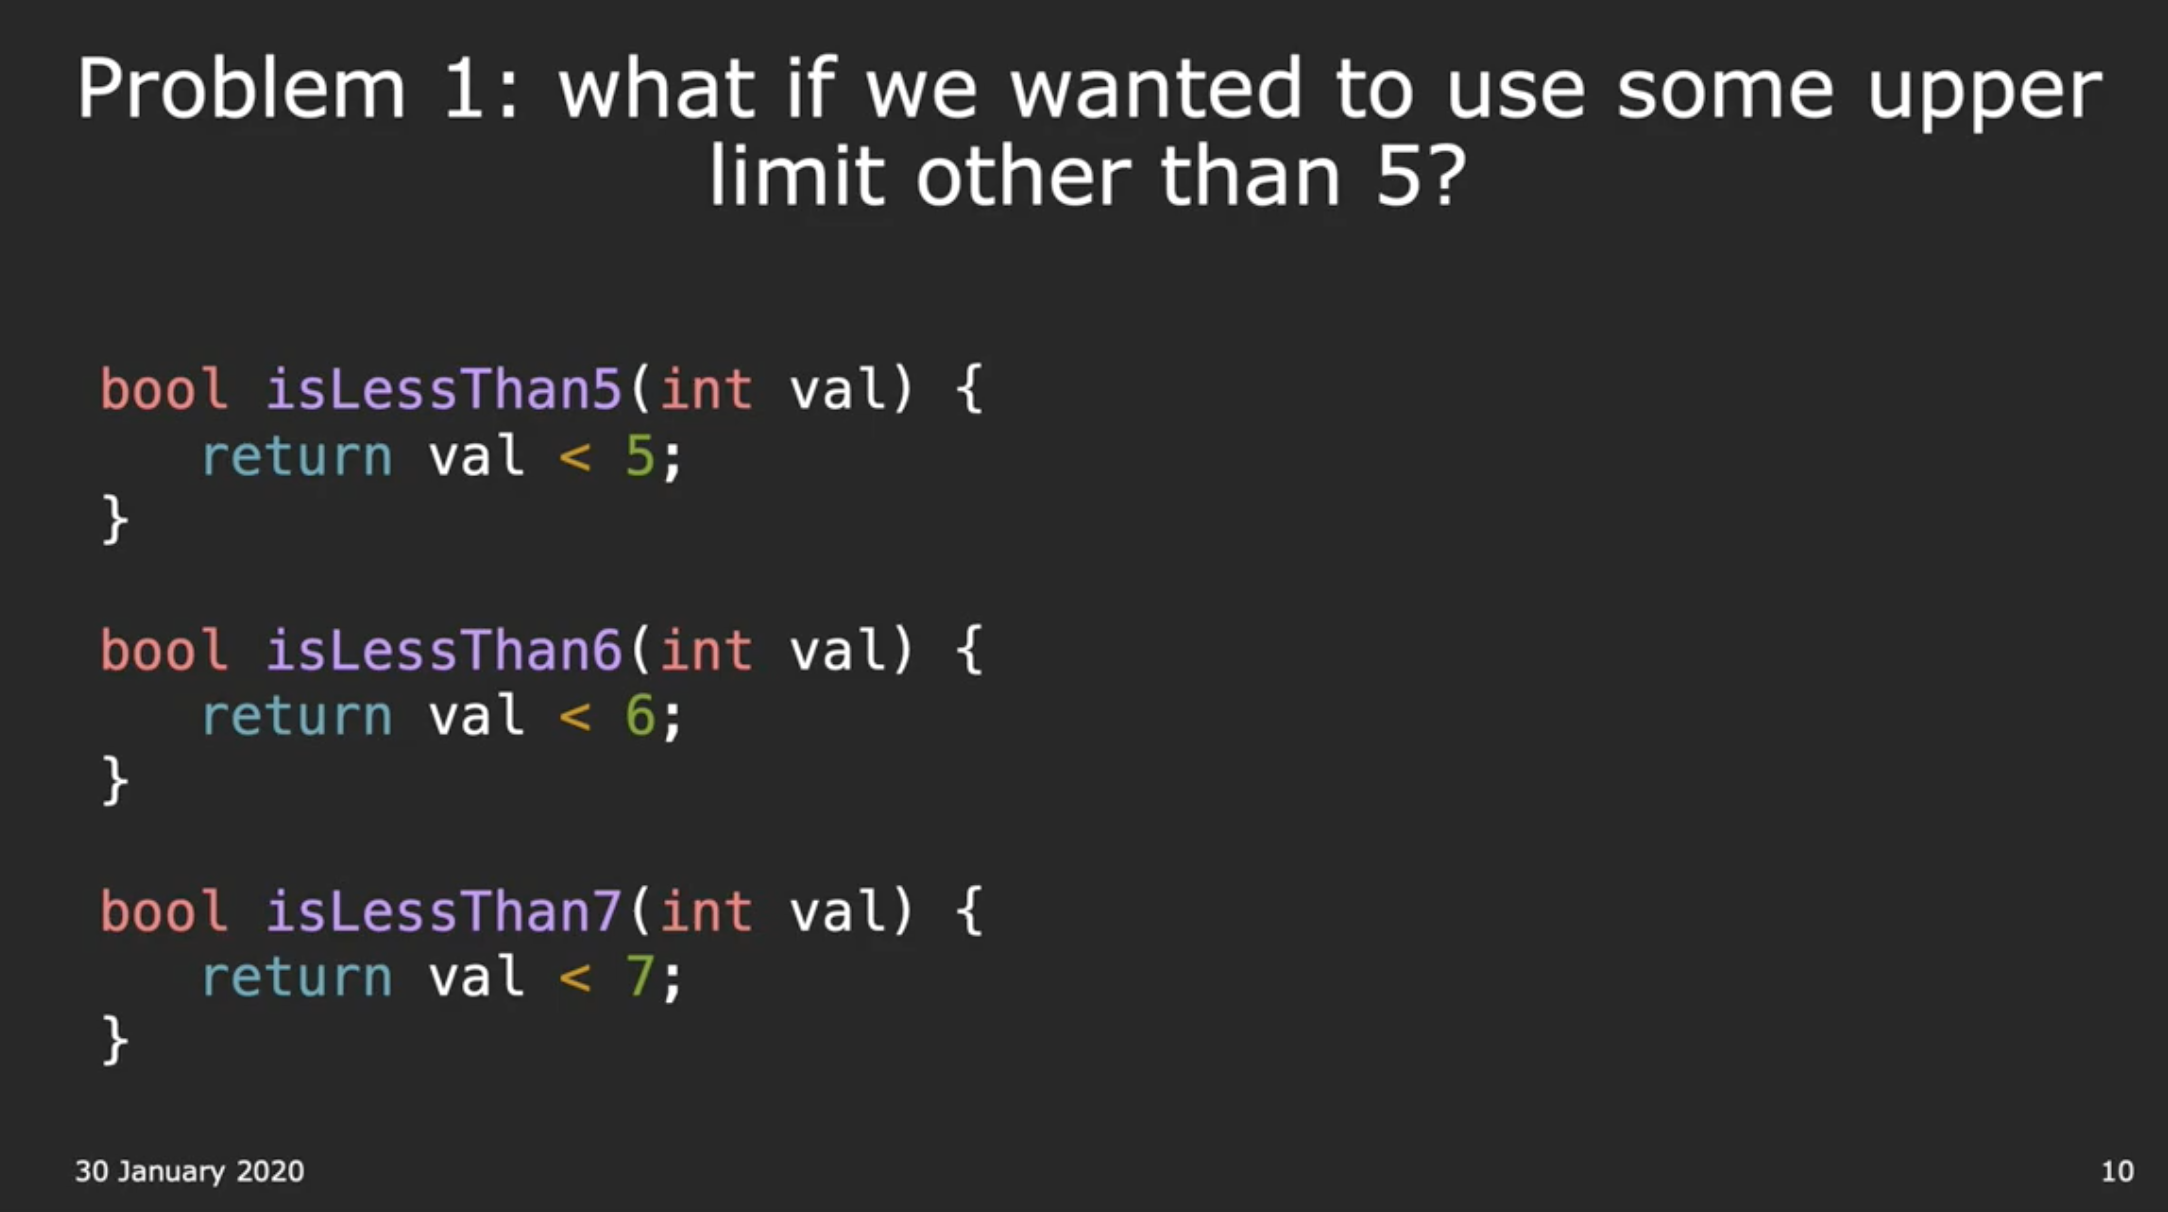 Problem 1: what if we wanted to use some upper
limit other than 5?
bool isLessThan5(int val) {
   return val < 5;
}
bool isLessThan6(int val) {
   return val < 6;
}
bool isLessThan7(int val) {
   return val < 7;
}
30 January 2020
10